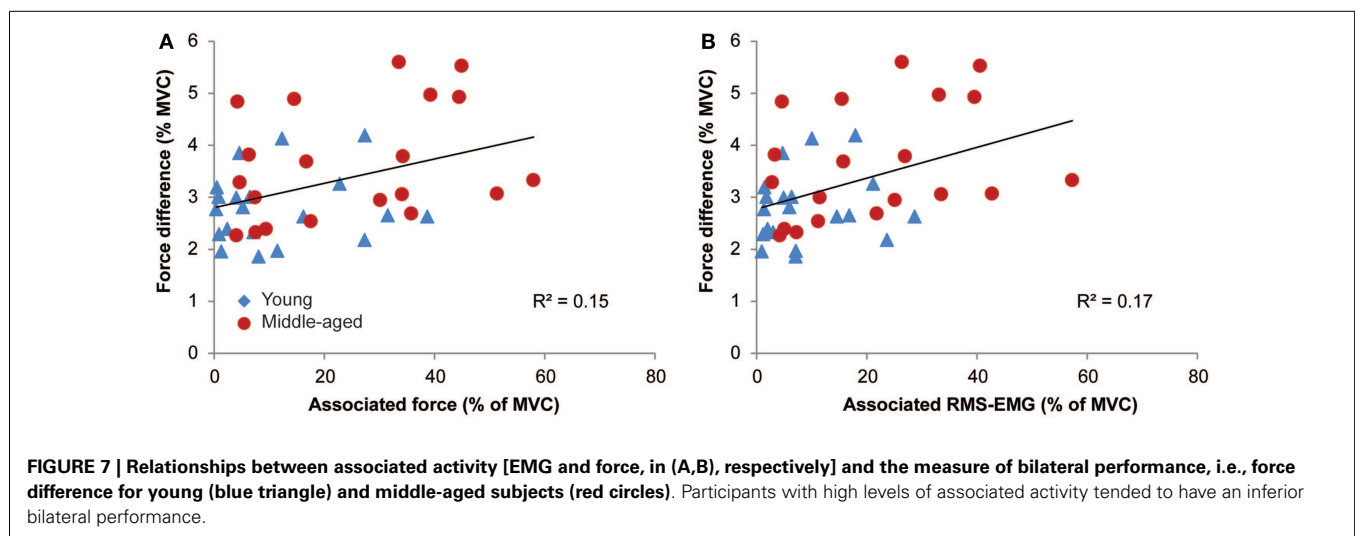 A
6
5
4
3
2
1
0
Force difference (% MVC)
Young
Middle-aged
R² = 0.15
0 20 40 60 80
Associated force (% of MVC)
B
6
5
4
3
2
1
0
Force difference (% MVC)
R² = 0.17
0 20 40 60 80
Associated RMS-EMG (% of MVC)
FIGURE 7 | Relationships between associated activity [EMG and force, in (A,B), respectively] and the measure of bilateral performance, i.e., force
difference for young (blue triangle) and middle-aged subjects (red circles). Participants with high levels of associated activity tended to have an inferior
bilateral performance.